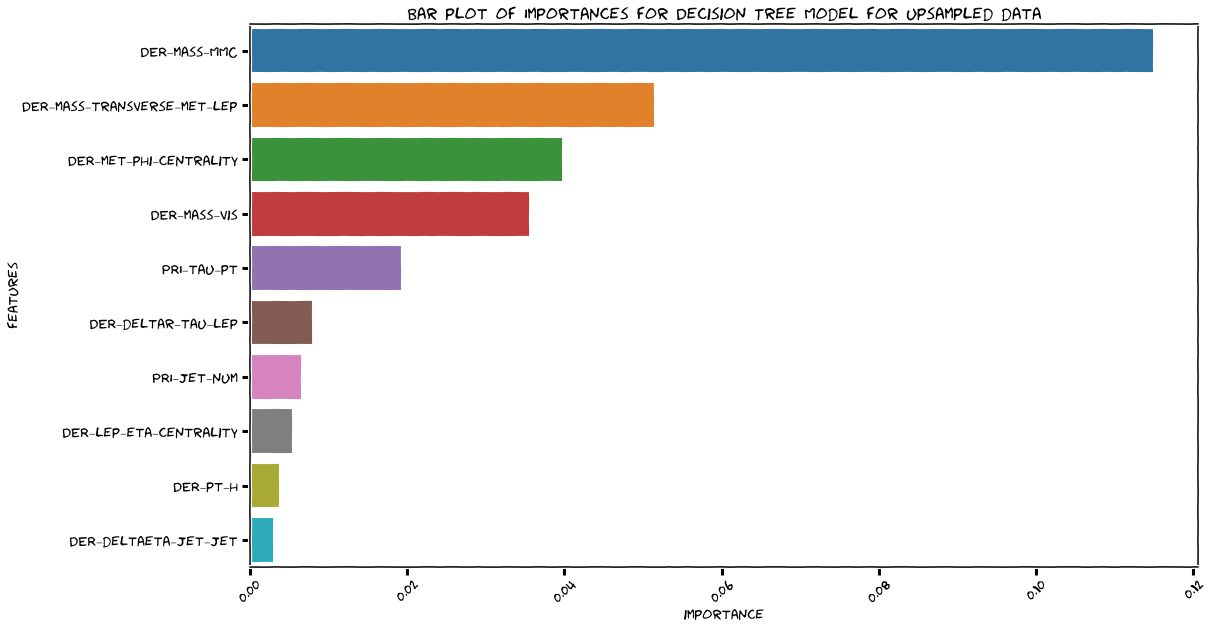 BAR PLOT OF IMPORTANCES FOR DECISION TREE MODEL FOR UPSAMPLED DATA
DER-MASS-MMC
DER-MASS-TRANSVERSE-MET-LEP
DER-MET-PHI-CENTRALITY
DER-MASS-VIS
PRI-TAU-PT
DER-DELTAR-TAU-LEP
PRI-JET-NUM
DER-LEP-ETA-CENTRALITY
DER-PT-H
DER-DELTAETA-JET-JET
FEATURES
0.00 0.02 0.04 0.06 0.08 0.10 0.12
IMPORTANCE